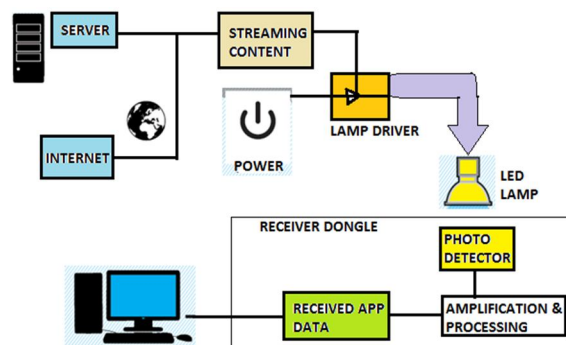 SERVER
STREAMING
CONTENT
INTERNET
POWER
LAMP DRIVER
LED
LAMP
RECEIVER DONGLE
PHOTO
DETECTOR
RECEIVED APP
DATA
AMPLIFICATION &
PROCESSING